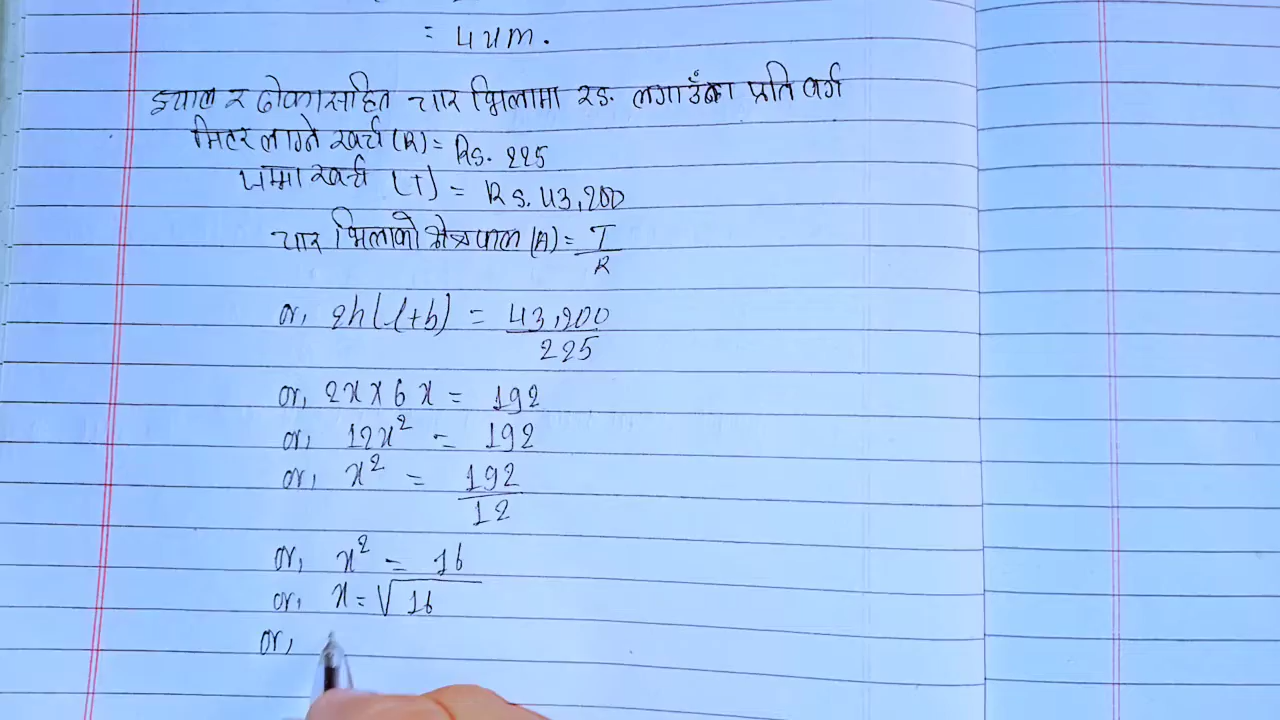 = 4xm.
झ्याल र ढोकासहित चार भित्तामा रङ. लगाउँदा प्रति वर्ग
मिटर लाग्ने खर्च (R) = Rs. 225
जम्मा खर्च (T) = Rs. 43,200
चार भित्ताको क्षेत्रफल (A) = T/R
or, 2h(l+b) = 43,200/225
or, 2x x 6x = 192
or, 12x² = 192
or, x² = 192/12
or, x² = 16
or, x = √16
or,